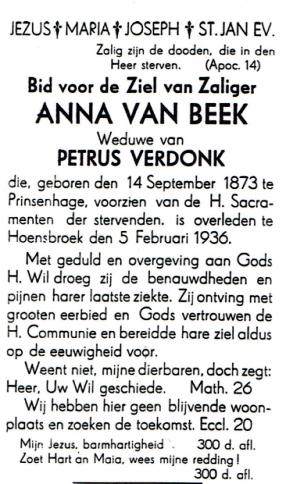 JEZUS✝MARIA✝JOSEPH✝ST. JAN EV.
Zalig zijn de dooden, die in den
Heer sterven. (Apoc. 14)
Bid voor de Ziel van Zaliger
ANNA VAN BEEK
Weduwe van
PETRUS VERDONK
die, geboren den 14 September 1873 te
Prinsenhage, voorzien van de H. Sacra-
menten der stervenden. is overleden te
Hoensbroek den 5 Februari 1936.
Met geduld en overgeving aan Gods
H. Wil droeg zij de benauwdheden en
pijnen harer laatste ziekte. Zij ontving met
grooten eerbied en Gods vertrouwen de
H. Communie en bereidde hare ziel aldus
op de eeuwigheid voor.
Weent niet, mijne dierbaren, doch zegt:
Heer, Uw Wil geschiede. Math. 26
Wij hebben hier geen blijvende woon-
plaats en zoeken de toekomst. Eccl. 20
Mijn Jezus, barmhartigheid. 300 d. afl.
Zoet Hart an Maia, wees mijne redding!
300 d. afl.